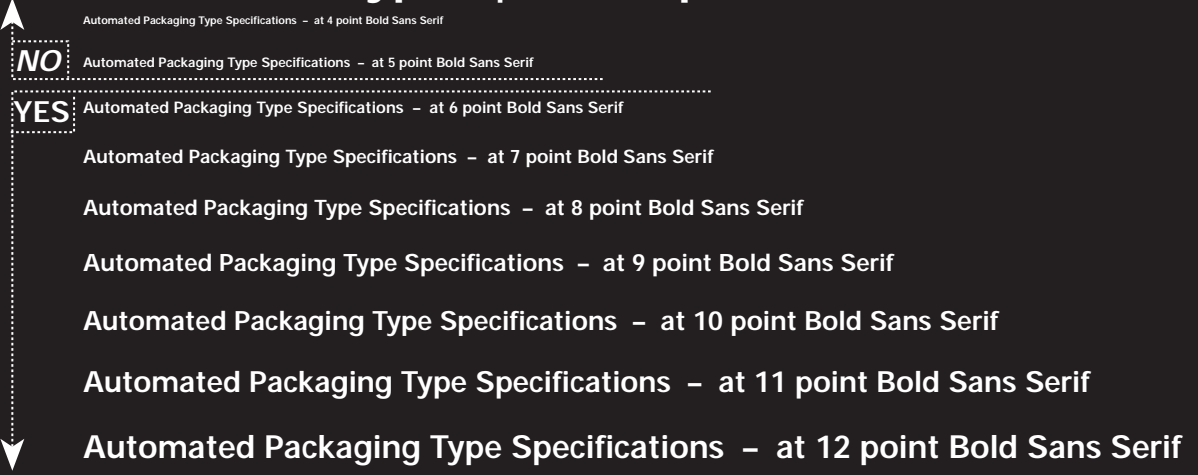 Automated Packaging Type Specifications – at 4 point Bold Sans Serif
NO
Automated Packaging Type Specifications – at 5 point Bold Sans Serif
YES
Automated Packaging Type Specifications – at 6 point Bold Sans Serif
Automated Packaging Type Specifications – at 7 point Bold Sans Serif
Automated Packaging Type Specifications – at 8 point Bold Sans Serif
Automated Packaging Type Specifications – at 9 point Bold Sans Serif
Automated Packaging Type Specifications – at 10 point Bold Sans Serif
Automated Packaging Type Specifications – at 11 point Bold Sans Serif
Automated Packaging Type Specifications – at 12 point Bold Sans Serif